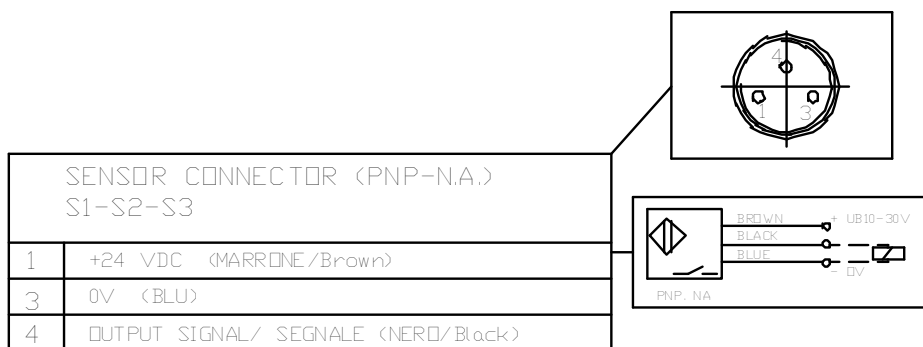 4
1 3
SENSOR CONNECTOR (PNP-N.A.)
S1-S2-S3
1 +24 VDC (MARRONE/Brown)
3 0V (BLU)
4 OUTPUT SIGNAL/ SEGNALE (NERO/Black)
BROWN + UB10-30V
BLACK
BLUE
- 0V
PNP. NA